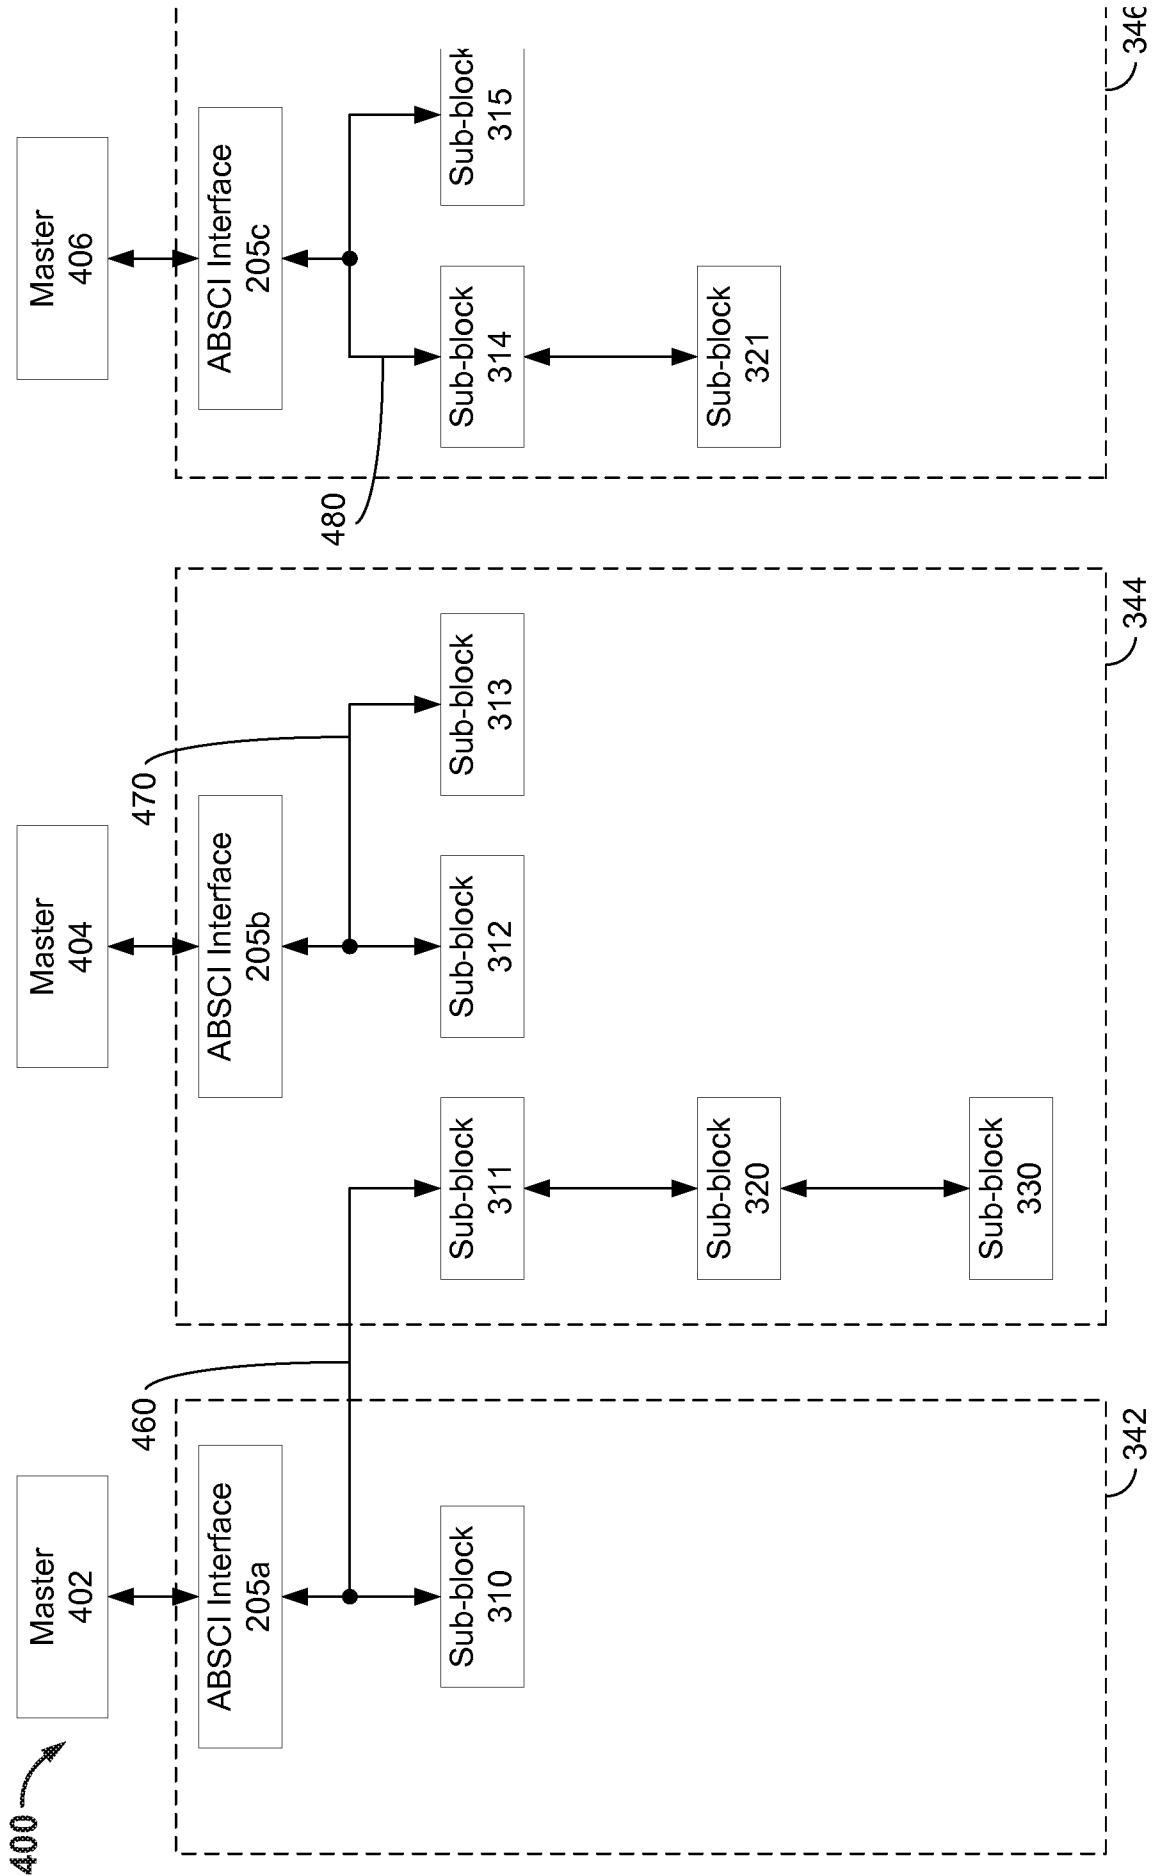 400
Master
402
Master
404
Master
406
460
470
480
ABSCI Interface
205a
ABSCI Interface
205b
ABSCI Interface
205c
Sub-block
310
Sub-block
311
Sub-block
312
Sub-block
313
Sub-block
314
Sub-block
315
Sub-block
320
Sub-block
321
Sub-block
330
342
344
346